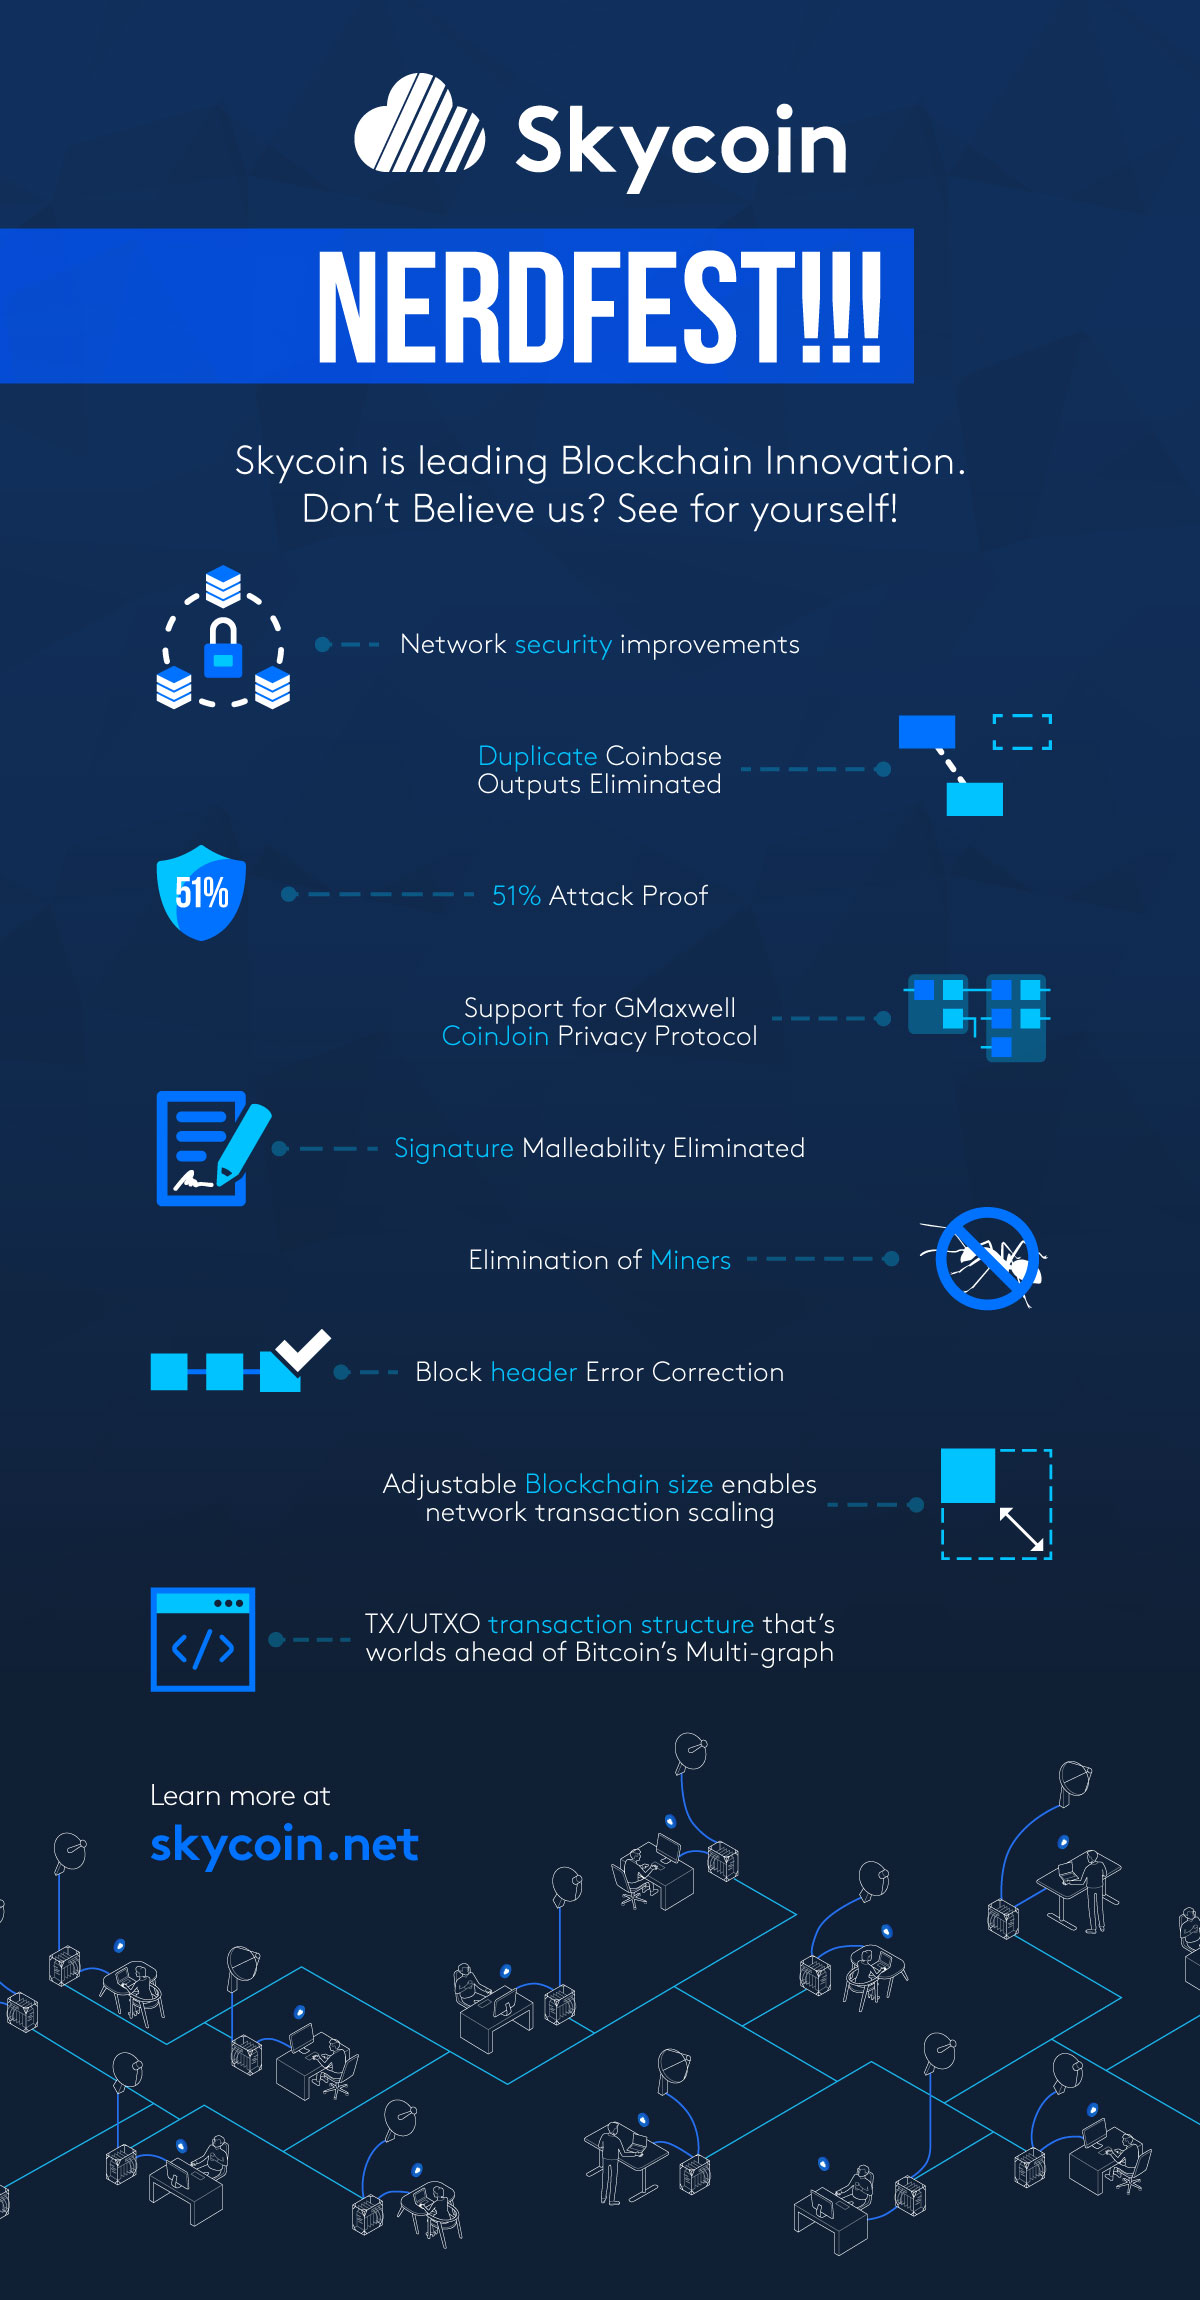 Skycoin
NERDFEST!!!
Skycoin is leading Blockchain Innovation.
Don't Believe us? See for yourself!
Network security improvements
Duplicate Coinbase
Outputs Eliminated
51%
51% Attack Proof
Support for GMaxwell
CoinJoin Privacy Protocol
Signature Malleability Eliminated
Elimination of Miners
Block header Error Correction
Adjustable Blockchain size enables
network transaction scaling
</>
TX/UTXO transaction structure that's
worlds ahead of Bitcoin's Multi-graph
Learn more at
skycoin.net